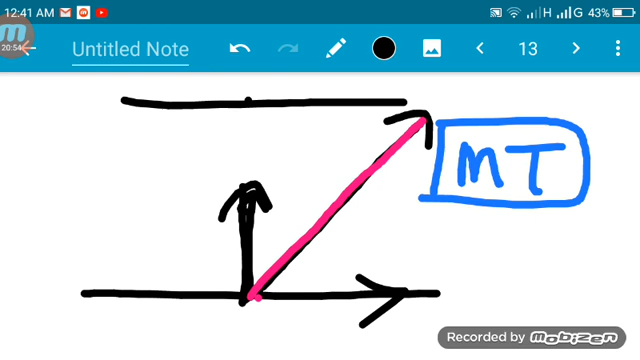 12:41 AM H G 43%
20:54
Untitled Note 13
MT
Recorded by mobizen